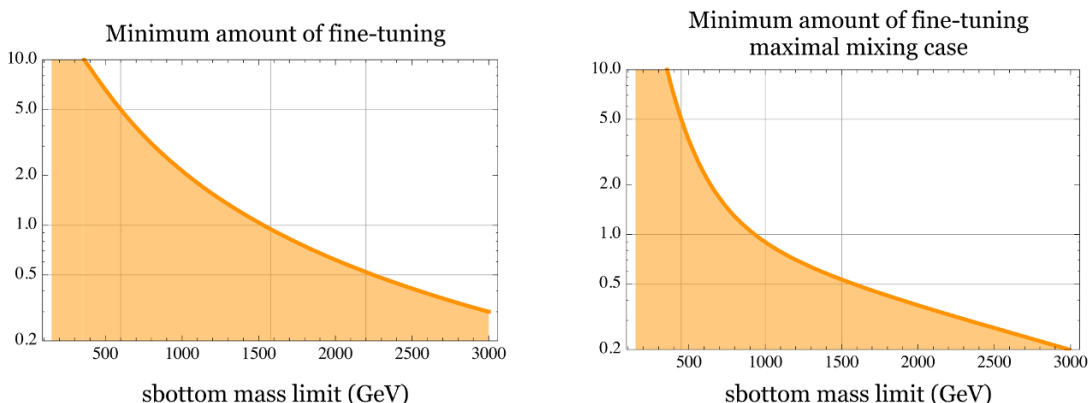 Minimum amount of fine-tuning
10.0
5.0
2.0
1.0
0.5
0.2
500 1000 1500 2000 2500 3000
sbottom mass limit (GeV)
Minimum amount of fine-tuning
maximal mixing case
10.0
5.0
2.0
1.0
0.5
0.2
500 1000 1500 2000 2500 3000
sbottom mass limit (GeV)